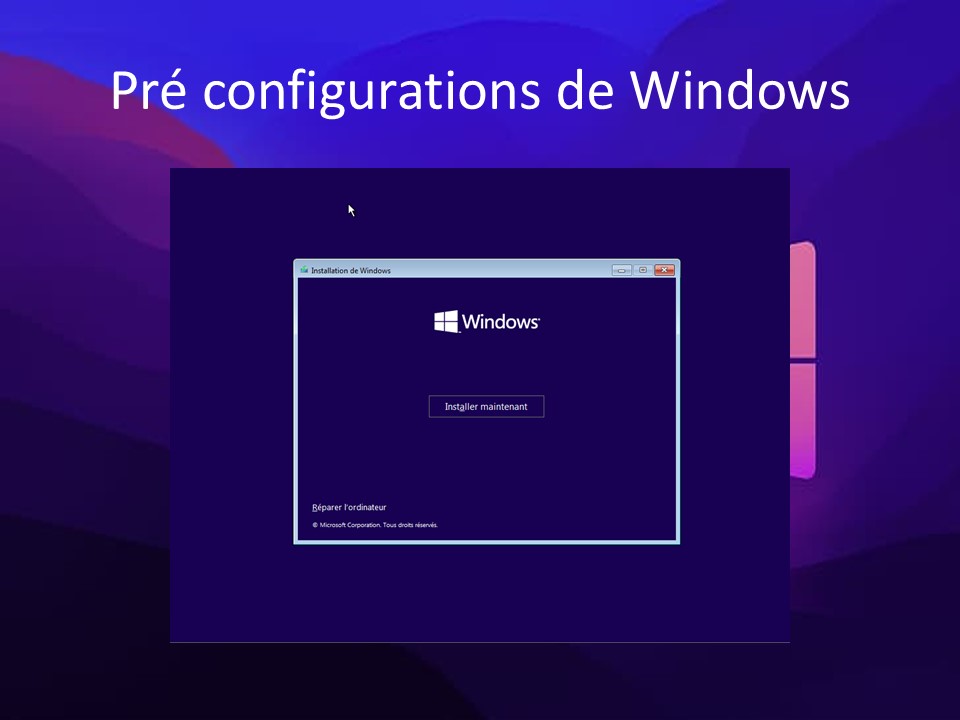 Pré configurations de Windows
Installation de Windows
Windows
Installer maintenant
Réparer l'ordinateur
© Microsoft Corporation. Tous droits réservés.